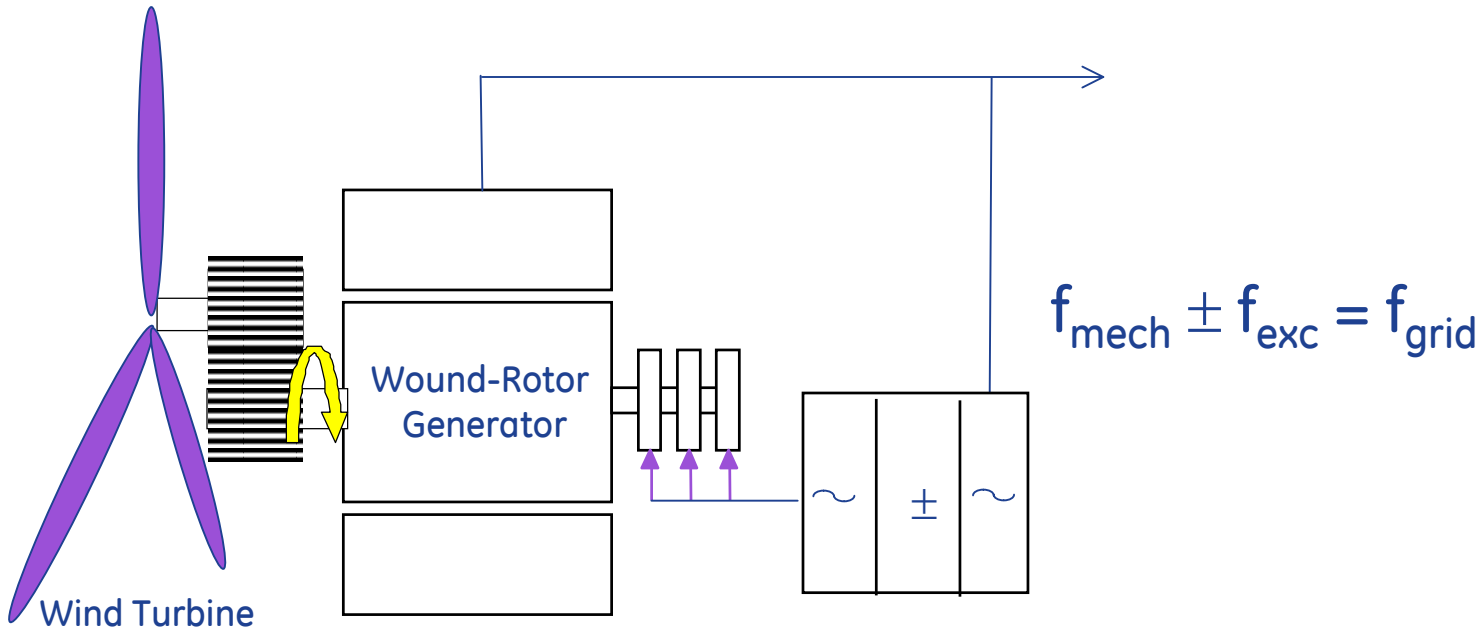 Wound-Rotor
Generator
f_mech ± f_exc = f_grid
~ ± ~
Wind Turbine